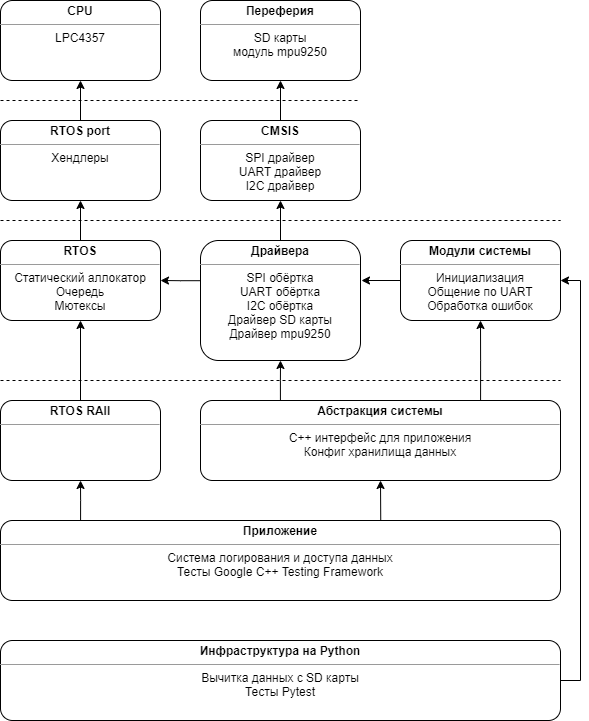 CPU
LPC4357
Переферия
SD карты
модуль mpu9250
RTOS port
Хендлеры
CMSIS
SPI драйвер
UART драйвер
I2C драйвер
RTOS
Статический аллокатор
Очередь
Мютексы
Драйвера
SPI обёртка
UART обёртка
I2C обёртка
Драйвер SD карты
Драйвер mpu9250
Модули системы
Инициализация
Общение по UART
Обработка ошибок
RTOS RAII
Абстракция системы
C++ интерфейс для приложения
Конфиг хранилища данных
Приложение
Система логирования и доступа данных
Тесты Google C++ Testing Framework
Инфраструктура на Python
Вычитка данных с SD карты
Тесты Pytest